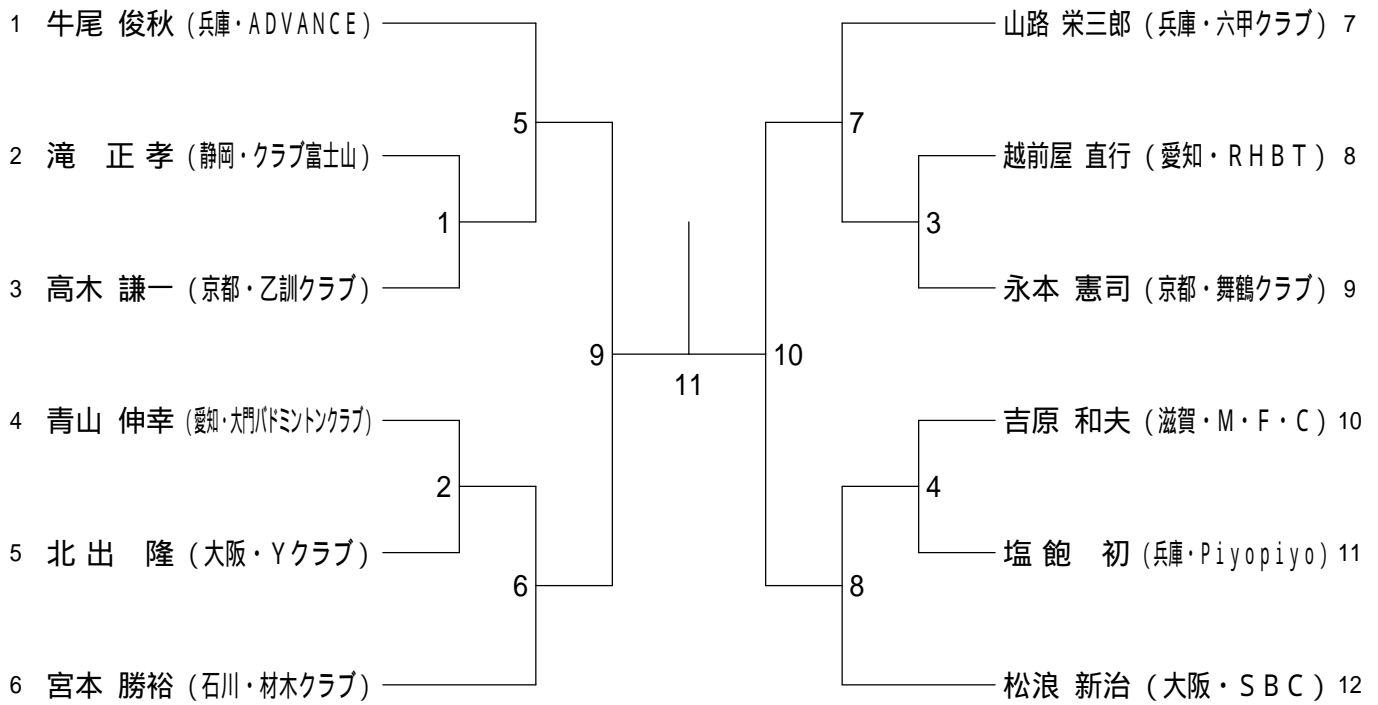 1 牛尾 俊秋 (兵庫・ADVANCE)
2 滝 正孝 (静岡・クラブ富士山)
3 高木 謙一 (京都・乙訓クラブ)
4 青山 伸幸 (愛知・大門バドミントンクラブ)
5 北出 隆 (大阪・Yクラブ)
6 宮本 勝裕 (石川・材木クラブ)
1
2
5
6
9
11
10
7
8
3
4
山路 栄三郎 (兵庫・六甲クラブ) 7
越前屋 直行 (愛知・RHBT) 8
永本 憲司 (京都・舞鶴クラブ) 9
吉原 和夫 (滋賀・M・F・C) 10
塩飽 初 (兵庫・Piyopiyo) 11
松浪 新治 (大阪・SBC) 12